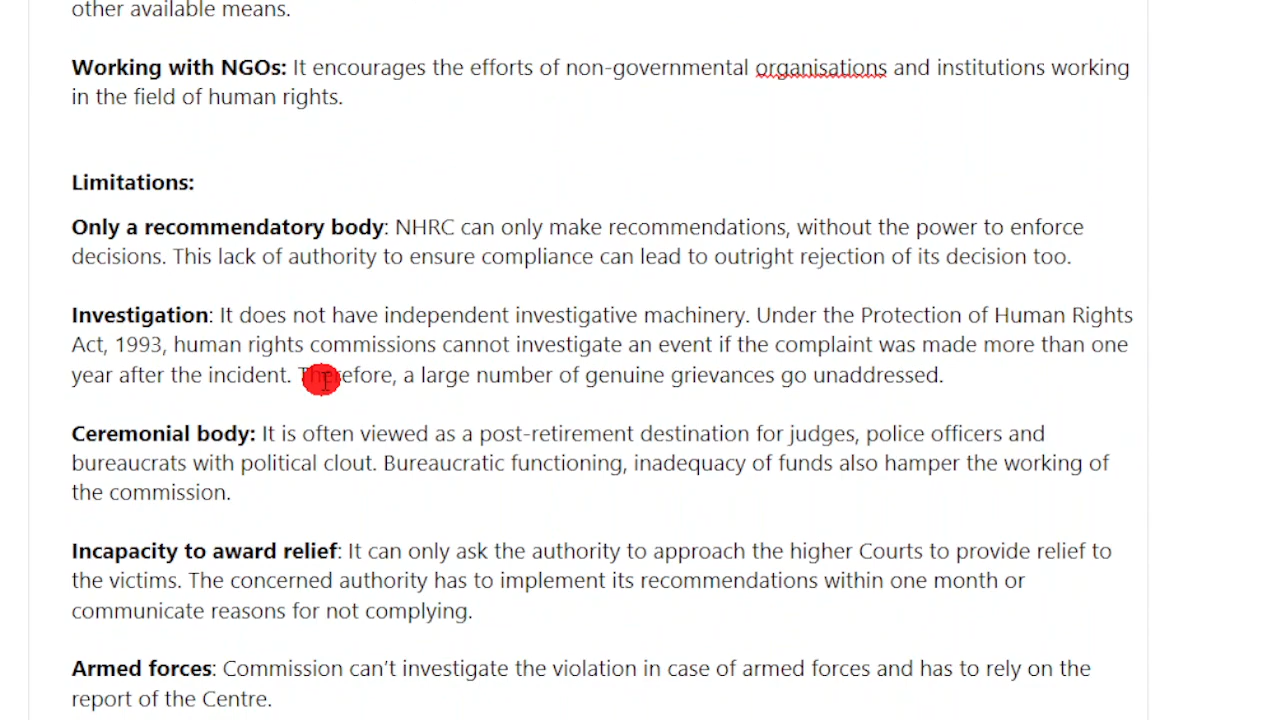 other available means.
Working with NGOs: It encourages the efforts of non-governmental organisations and institutions working
in the field of human rights.
Limitations:
Only a recommendatory body: NHRC can only make recommendations, without the power to enforce
decisions. This lack of authority to ensure compliance can lead to outright rejection of its decision too.
Investigation: It does not have independent investigative machinery. Under the Protection of Human Rights
Act, 1993, human rights commissions cannot investigate an event if the complaint was made more than one
year after the incident. Therefore, a large number of genuine grievances go unaddressed.
Ceremonial body: It is often viewed as a post-retirement destination for judges, police officers and
bureaucrats with political clout. Bureaucratic functioning, inadequacy of funds also hamper the working of
the commission.
Incapacity to award relief: It can only ask the authority to approach the higher Courts to provide relief to
the victims. The concerned authority has to implement its recommendations within one month or
communicate reasons for not complying.
Armed forces: Commission can't investigate the violation in case of armed forces and has to rely on the
report of the Centre.